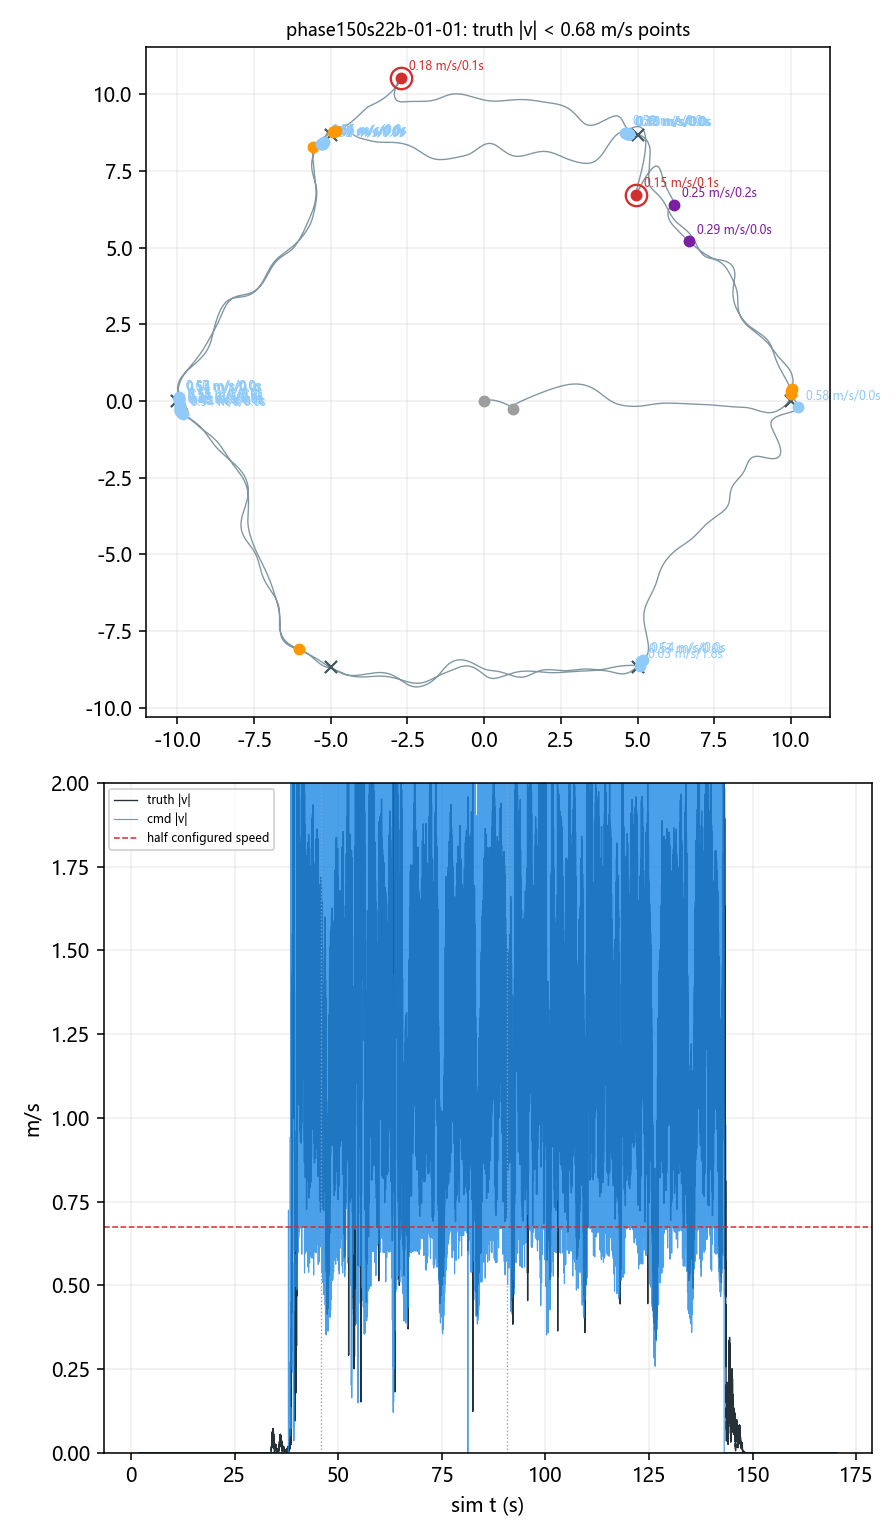 phase150s22b-01-01: truth |v| < 0.68 m/s points
0.18 m/s/0.1s
10.0
7.5
0.15 m/s/0.1s
0.25 m/s/0.2s
5.0
0.29 m/s/0.0s
2.5
0.0
0.58 m/s/0.0s
-2.5
-5.0
-7.5
-10.0
-10.0 -7.5 -5.0 -2.5 0.0 2.5 5.0 7.5 10.0
2.00
truth |v|
cmd |v|
half configured speed
1.75
1.50
1.25
1.00
0.75
0.50
0.25
0.00
m/s
0 25 50 75 100 125 150 175
sim t (s)